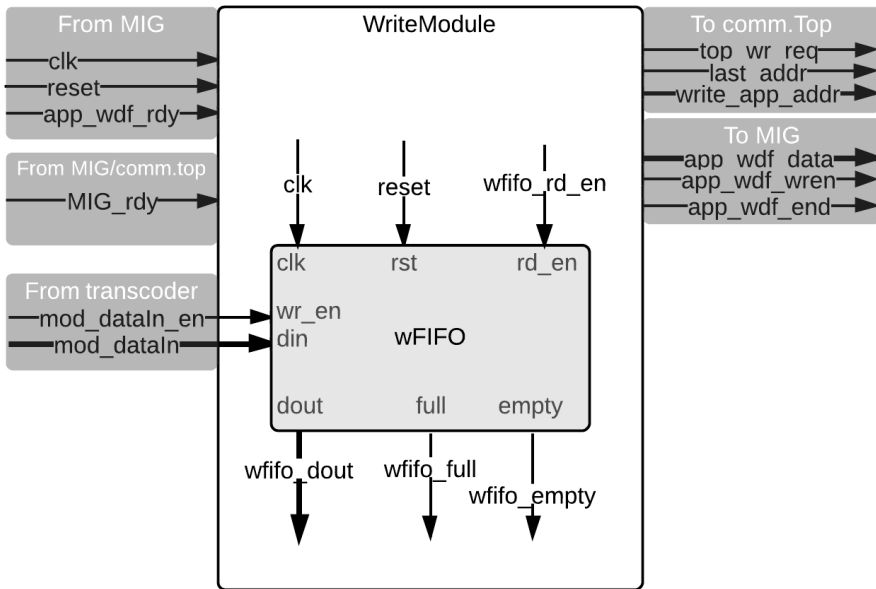 From MIG
clk
reset
app_wdf_rdy
From MIG/comm.top
MIG_rdy
From transcoder
mod_dataIn_en
mod_dataIn
WriteModule
clk
reset
wfifo_rd_en
clk rst rd_en
wr_en
din
wFIFO
dout full empty
wfifo_dout
wfifo_full
wfifo_empty
To comm.Top
top_wr_req
last_addr
write_app_addr
To MIG
app_wdf_data
app_wdf_wren
app_wdf_end